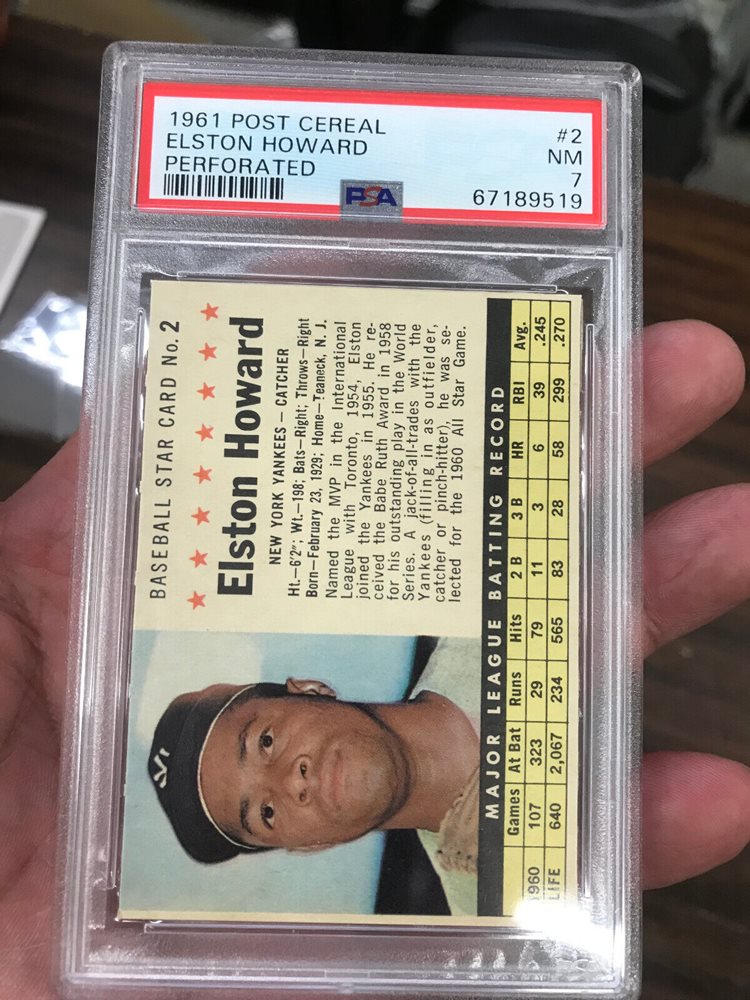 1961 POST CEREAL
ELSTON HOWARD
PERFORATED
#2
NM
7
PSA
67189519
BASEBALL STAR CARD No. 2
Elston Howard
NEW YORK YANKEES — CATCHER
Ht.—6'2"; Wt.—198; Bats—Right; Throws—Right
Born—February 23, 1929; Home—Teaneck, N. J.
Named the MVP in the International
League with Toronto, 1954, Elston
joined the Yankees in 1955. He re-
ceived the Babe Ruth Award in 1958
for his outstanding play in the World
Series. A jack-of-all-trades with the
Yankees (filling in as outfielder,
catcher or pinch-hitter), he was se-
lected for the 1960 All Star Game.
MAJOR LEAGUE BATTING RECORD
Games At Bat Runs Hits 2 B 3 B HR RBI Avg.
1960 107 323 29 79 11 3 6 39 .245
LIFE 640 2,067 234 565 83 28 58 299 .270